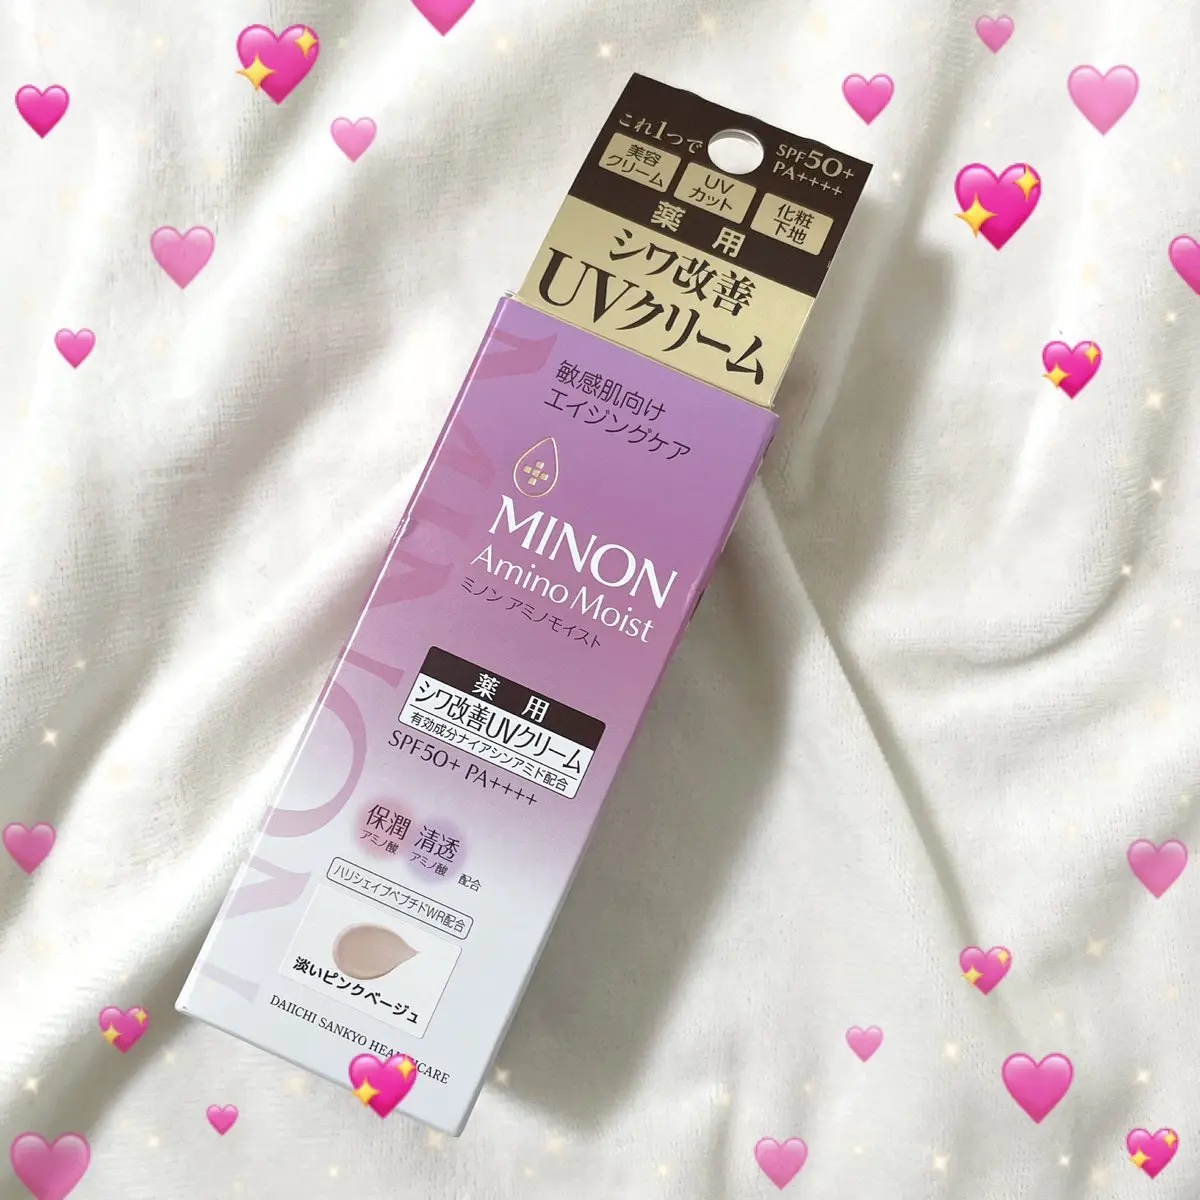 これ1つで
美容
クリーム
UV
カット
化粧
下地
SPF50+
PA++++
薬用
シワ改善
UVクリーム
敏感肌向け
エイジングケア
MINON
Amino Moist
ミノン アミノモイスト
薬用
シワ改善UVクリーム
有効成分ナイアシンアミド配合
SPF50+ PA++++
保潤 清透
アミノ酸 アミノ酸 配合
ハリシェイプペプチドWR配合
淡いピンクベージュ
DAIICHI SANKYO HEALTHCARE
MINON